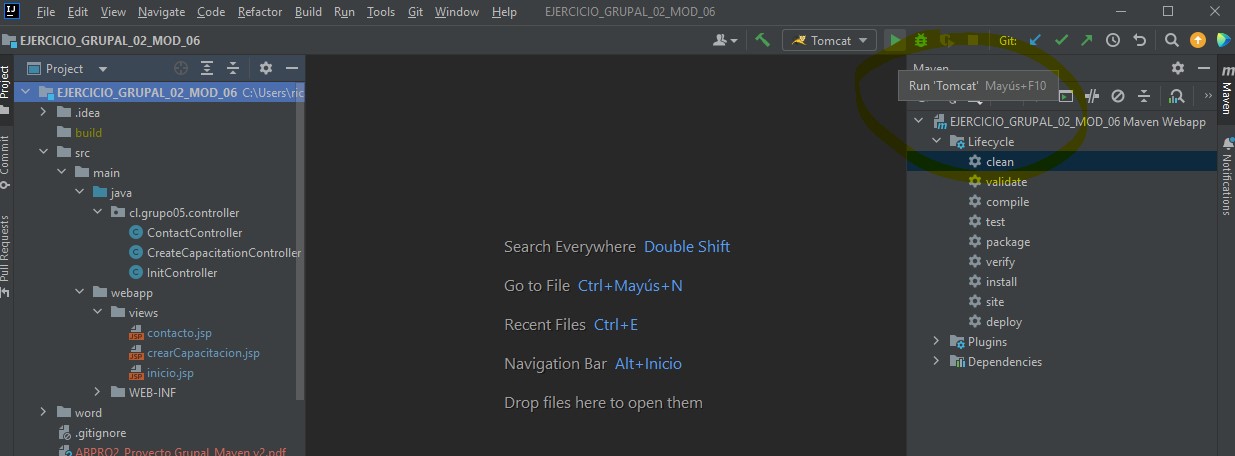 IJ File Edit View Navigate Code Refactor Build Run Tools Git Window Help EJERCICIO_GRUPAL_02_MOD_06
EJERCICIO_GRUPAL_02_MOD_06 Tomcat Git:
Project
Maven
Run 'Tomcat' Mayús+F10
EJERCICIO_GRUPAL_02_MOD_06 C:\Users\ric
.idea
build
src
main
java
cl.grupo05.controller
ContactController
CreateCapacitationController
InitController
webapp
views
contacto.jsp
crearCapacitacion.jsp
inicio.jsp
WEB-INF
word
.gitignore
ABPRO2_Proyecto Grupal_Maven v2.pdf
Search Everywhere Double Shift
Go to File Ctrl+Mayús+N
Recent Files Ctrl+E
Navigation Bar Alt+Inicio
Drop files here to open them
EJERCICIO_GRUPAL_02_MOD_06 Maven Webapp
Lifecycle
clean
validate
compile
test
package
verify
install
site
deploy
Plugins
Dependencies
Project
Commit
Pull Requests
m
Maven
Notifications